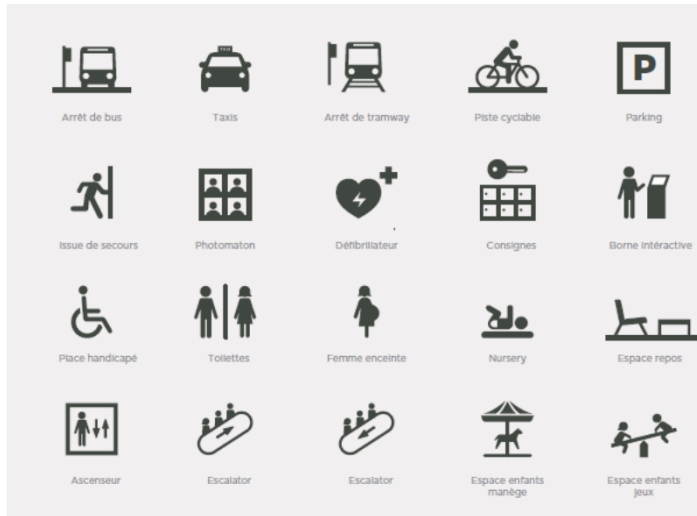 TAXI
P
Arrêt de bus
Taxis
Arrêt de tramway
Piste cyclable
Parking
Issue de secours
Photomaton
Défibrillateur
Consignes
Borne Intéractive
Place handicapé
Toilettes
Femme enceinte
Nursery
Espace repos
Ascenseur
Escalator
Escalator
Espace enfants
manège
Espace enfants
jeux